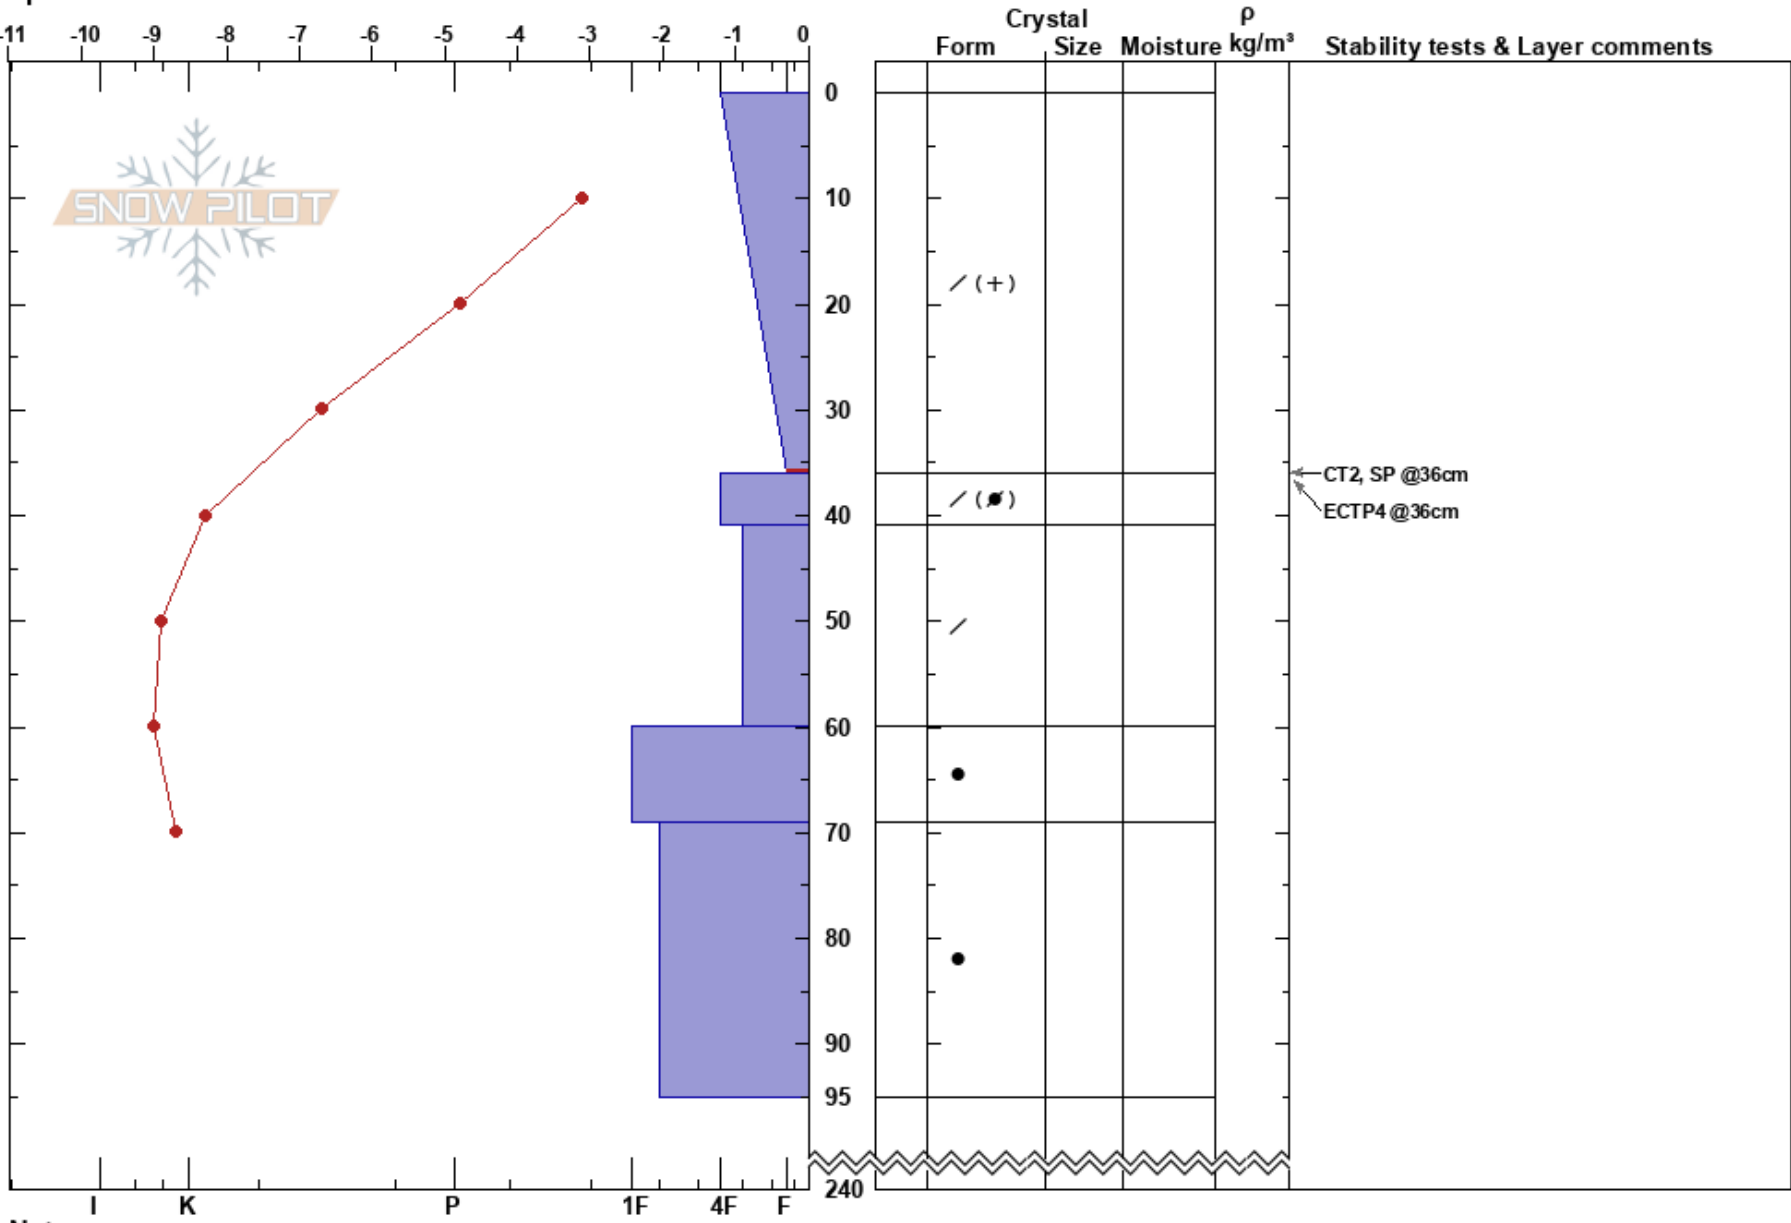 Crystal ρ
-11 -10 -9 -8 -7 -6 -5 -4 -3 -2 -1 0 Form Size Moisture kg/m³ Stability tests & Layer comments
0
SNOW PILOT
10
(+)
20
30
CT2, SP @36cm
40
ECTP4 @36cm
50
60
70
80
90
95
240
I K P 1F 4F F